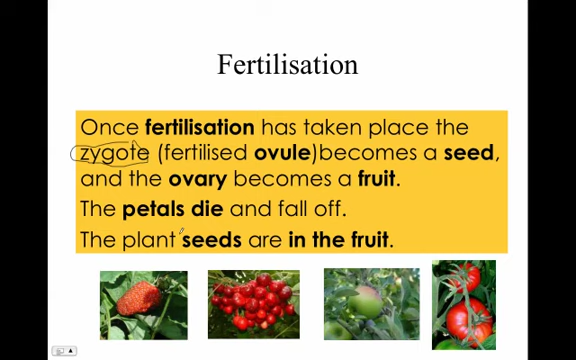 Fertilisation
Once fertilisation has taken place the
zygote (fertilised ovule)becomes a seed,
and the ovary becomes a fruit.
The petals die and fall off.
The plant seeds are in the fruit.